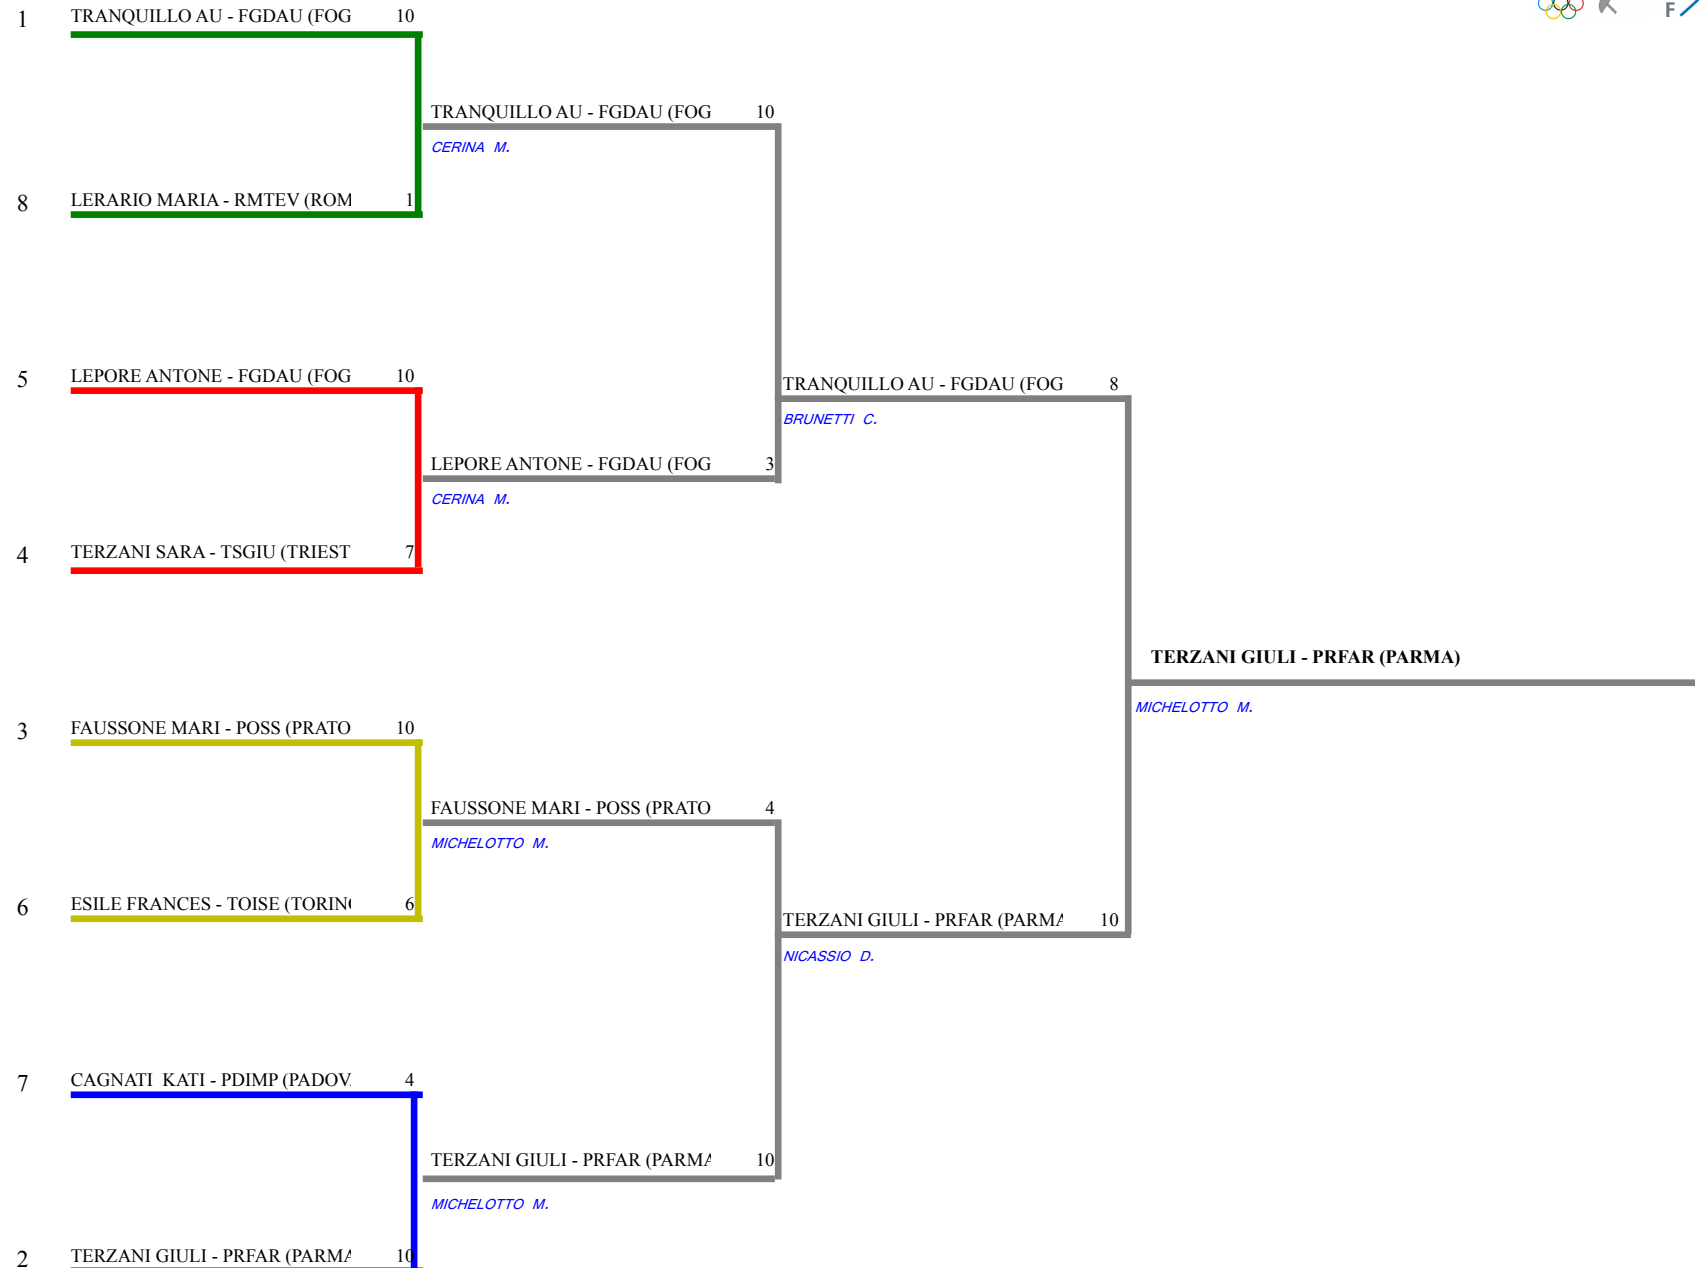 1 TRANQUILLO AU - FGDAU (FOG 10
TRANQUILLO AU - FGDAU (FOG 10
CERINA M.
8 LERARIO MARIA - RMTEV (ROM 1
5 LEPORE ANTONE - FGDAU (FOG 10
TRANQUILLO AU - FGDAU (FOG 8
BRUNETTI C.
LEPORE ANTONE - FGDAU (FOG 3
CERINA M.
4 TERZANI SARA - TSGIU (TRIEST 7
TERZANI GIULI - PRFAR (PARMA)
MICHELOTTO M.
3 FAUSSONE MARI - POSS (PRATO 10
FAUSSONE MARI - POSS (PRATO 4
MICHELOTTO M.
6 ESILE FRANCES - TOISE (TORINO 6
TERZANI GIULI - PRFAR (PARMA 10
NICASSIO D.
7 CAGNATI KATI - PDIMP (PADOV. 4
TERZANI GIULI - PRFAR (PARMA 10
MICHELOTTO M.
2 TERZANI GIULI - PRFAR (PARMA 10
F